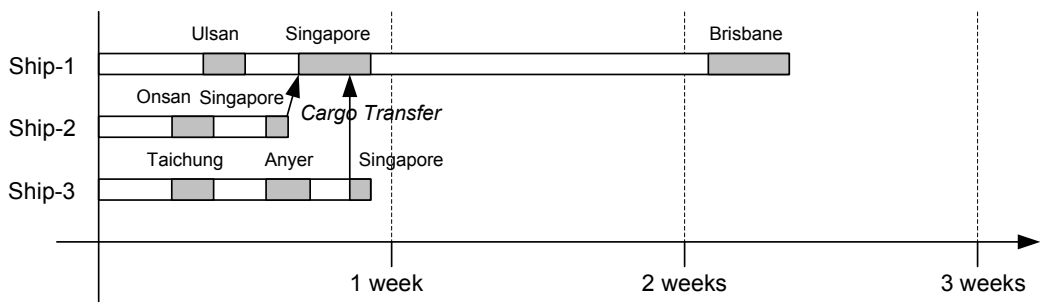 Ulsan Singapore Brisbane
Ship-1
Onsan Singapore
Cargo Transfer
Ship-2
Taichung Anyer Singapore
Ship-3
1 week 2 weeks 3 weeks